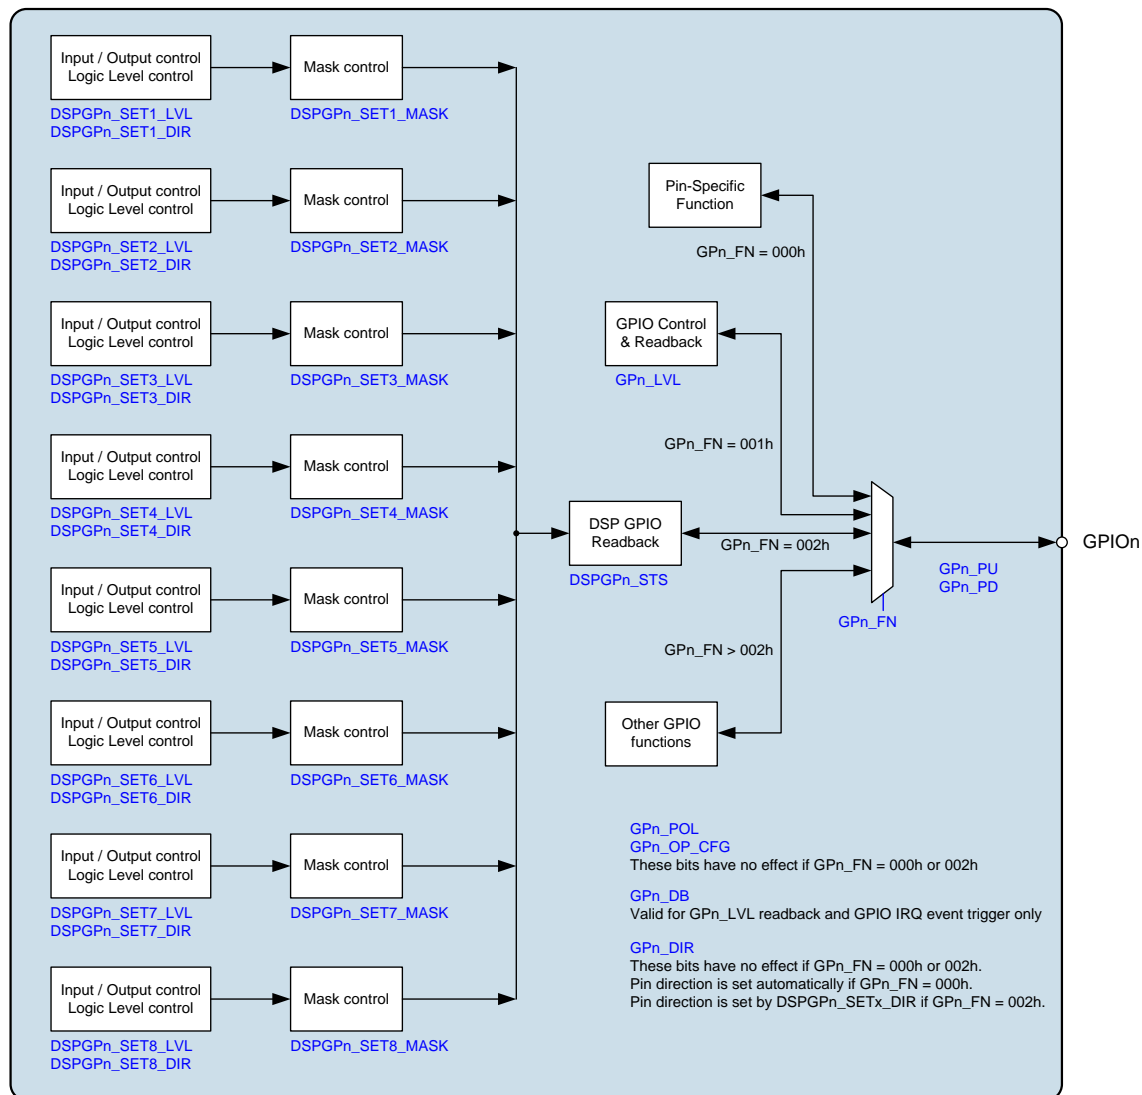 Input / Output control
Logic Level control
DSPGPn_SET1_LVL
DSPGPn_SET1_DIR
Mask control
DSPGPn_SET1_MASK
Input / Output control
Logic Level control
DSPGPn_SET2_LVL
DSPGPn_SET2_DIR
Mask control
DSPGPn_SET2_MASK
Input / Output control
Logic Level control
DSPGPn_SET3_LVL
DSPGPn_SET3_DIR
Mask control
DSPGPn_SET3_MASK
Input / Output control
Logic Level control
DSPGPn_SET4_LVL
DSPGPn_SET4_DIR
Mask control
DSPGPn_SET4_MASK
Input / Output control
Logic Level control
DSPGPn_SET5_LVL
DSPGPn_SET5_DIR
Mask control
DSPGPn_SET5_MASK
Input / Output control
Logic Level control
DSPGPn_SET6_LVL
DSPGPn_SET6_DIR
Mask control
DSPGPn_SET6_MASK
Input / Output control
Logic Level control
DSPGPn_SET7_LVL
DSPGPn_SET7_DIR
Mask control
DSPGPn_SET7_MASK
Input / Output control
Logic Level control
DSPGPn_SET8_LVL
DSPGPn_SET8_DIR
Mask control
DSPGPn_SET8_MASK
Pin-Specific
Function
GPn_FN = 000h
GPIO Control
& Readback
GPn_LVL
GPn_FN = 001h
DSP GPIO
Readback
DSPGPn_STS
GPn_FN = 002h
GPn_FN
GPn_PU
GPn_PD
GPIOn
GPn_FN > 002h
Other GPIO
functions
GPn_POL
GPn_OP_CFG
These bits have no effect if GPn_FN = 000h or 002h
GPn_DB
Valid for GPn_LVL readback and GPIO IRQ event trigger only
GPn_DIR
These bits have no effect if GPn_FN = 000h or 002h.
Pin direction is set automatically if GPn_FN = 000h.
Pin direction is set by DSPGPn_SETx_DIR if GPn_FN = 002h.